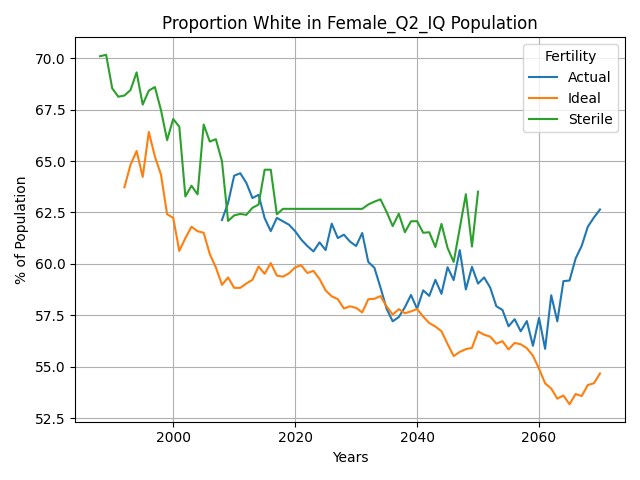 Proportion White in Female_Q2_IQ Population
% of Population
70.0
67.5
65.0
62.5
60.0
57.5
55.0
52.5
Fertility
Actual
Ideal
Sterile
2000
2020
2040
2060
Years